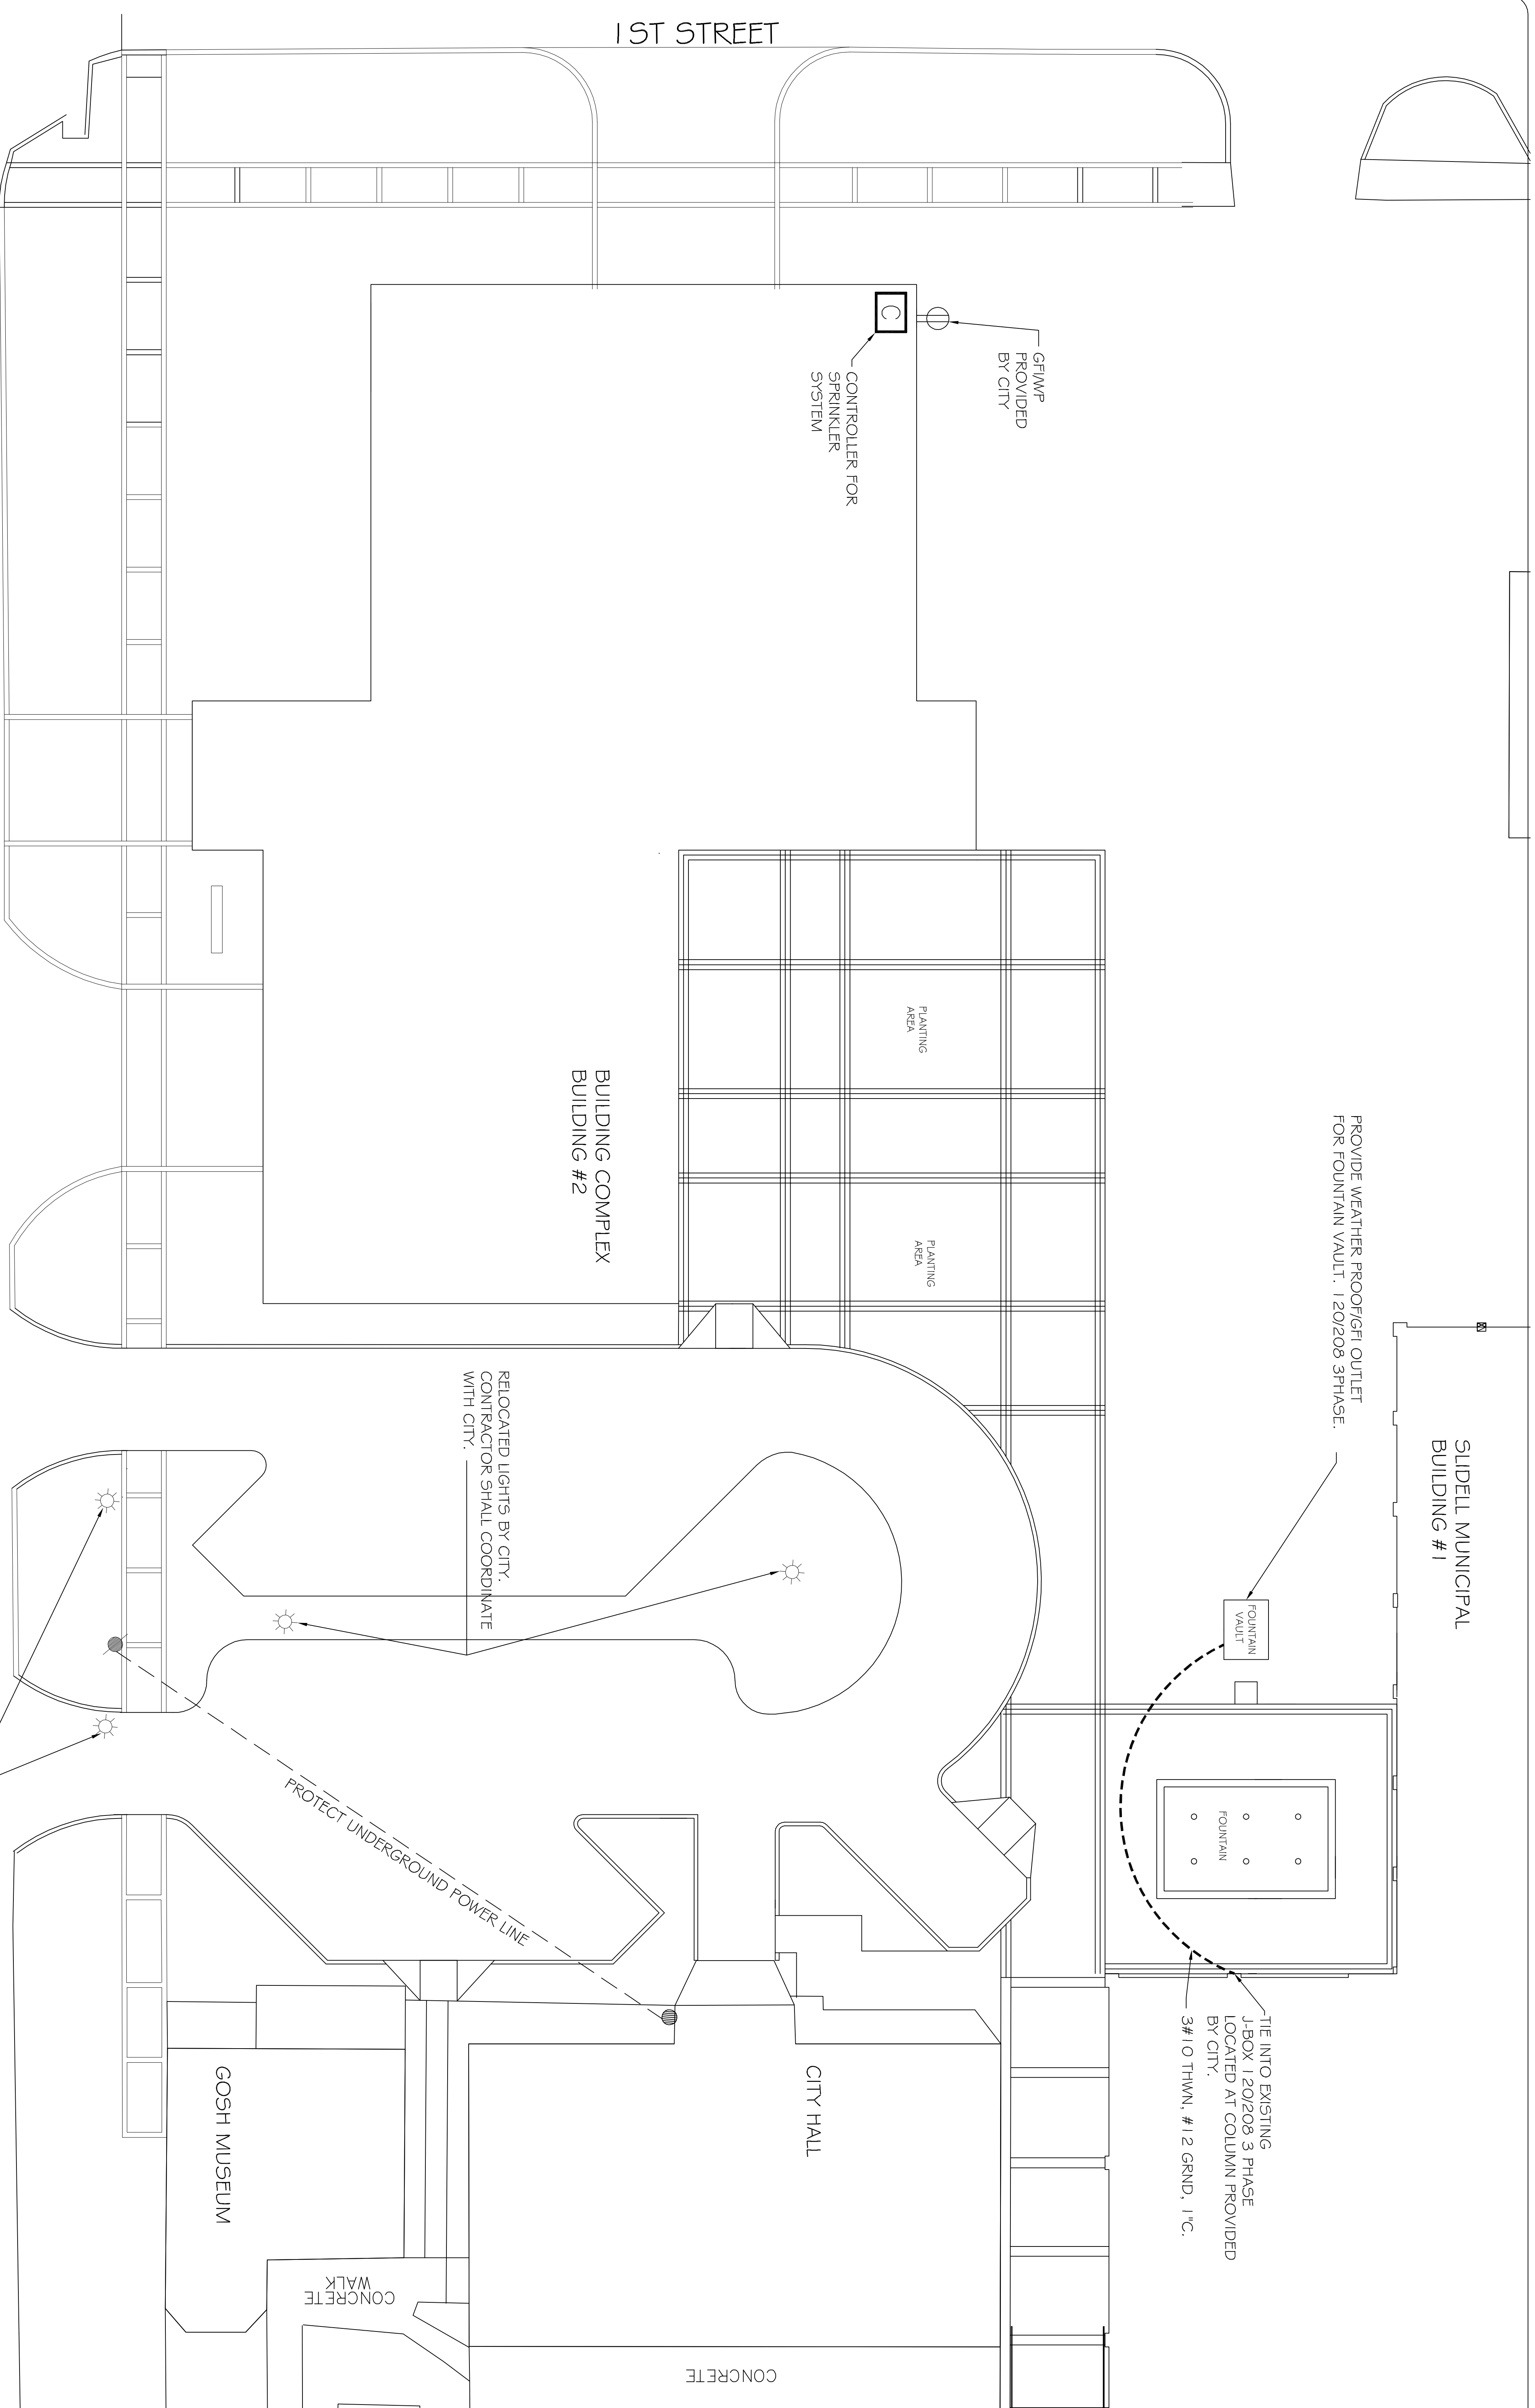 1ST STREET
GFI/WP
PROVIDED
BY CITY
C
CONTROLLER FOR
SPRINKLER
SYSTEM
PLANTING
AREA
PLANTING
AREA
BUILDING COMPLEX
BUILDING #2
PROVIDE WEATHER PROOF/GFI OUTLET
FOR FOUNTAIN VAULT. 120/208 3PHASE.
SLIDELL MUNICIPAL
BUILDING #1
RELOCATED LIGHTS BY CITY.
CONTRACTOR SHALL COORDINATE
WITH CITY.
FOUNTAIN
VAULT
FOUNTAIN
PROTECT UNDERGROUND POWER LINE
TIE INTO EXISTING
J-BOX 120/208 3 PHASE
LOCATED AT COLUMN PROVIDED
BY CITY.
3#10 THWN, #12 GRND, 1"C.
CITY HALL
GOSH MUSEUM
CONCRETE
WALK
CONCRETE